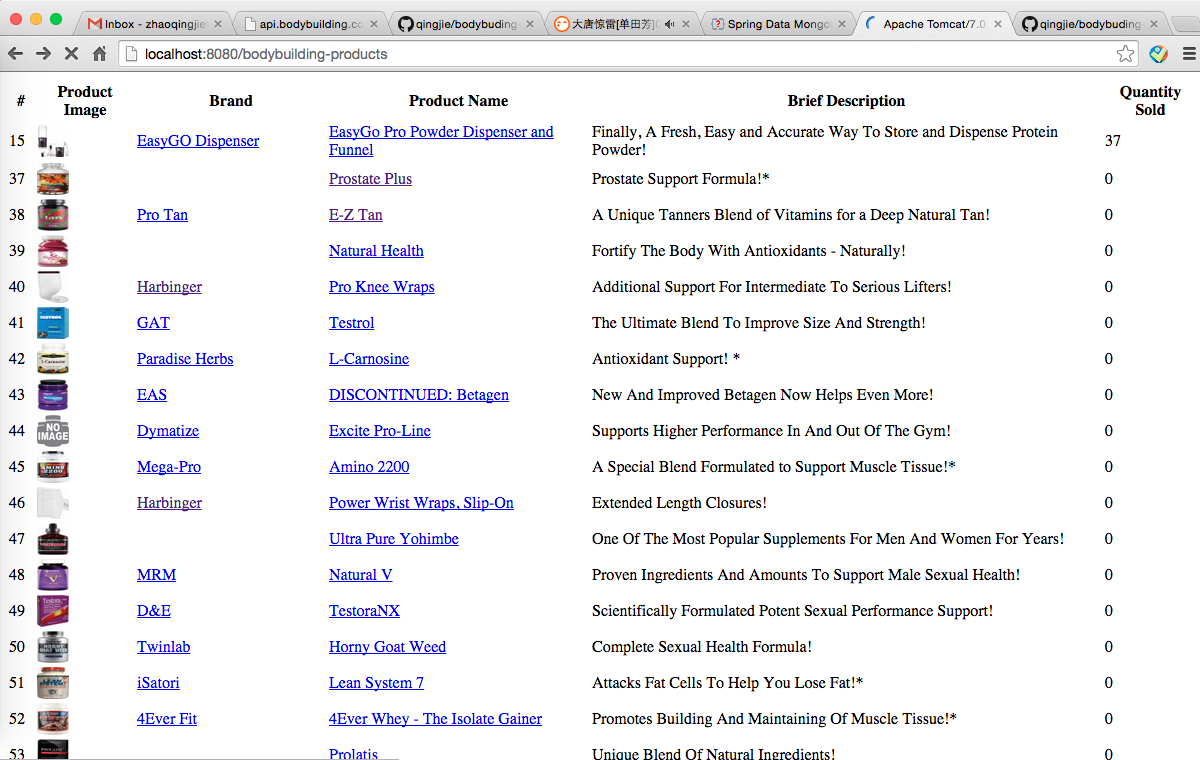 Inbox - zhaoqingjie
api.bodybuilding.co
qingjie/bodybuding
大唐惊雷[单田芳]
Spring Data Mongo
Apache Tomcat/7.0
qingjie/bodybuding
localhost:8080/bodybuilding-products
# Product Image Brand Product Name Brief Description Quantity Sold
15 EasyGO Dispenser EasyGo Pro Powder Dispenser and Funnel Finally, A Fresh, Easy and Accurate Way To Store and Dispense Protein Powder! 37
37 Prostate Plus Prostate Support Formula!* 0
38 Pro Tan E-Z Tan A Unique Tanners Blend of Vitamins for a Deep Natural Tan! 0
39 Natural Health Fortify The Body With Antioxidants - Naturally! 0
40 Harbinger Pro Knee Wraps Additional Support For Intermediate To Serious Lifters! 0
41 TESTROL GAT Testrol The Ultimate Blend To Improve Size And Strength! 0
42 L-Carnosine Paradise Herbs L-Carnosine Antioxidant Support! * 0
43 EAS DISCONTINUED: Betagen New And Improved Betagen Now Helps Even More! 0
44 NO IMAGE Dymatize Excite Pro-Line Supports Higher Performance In And Out Of The Gym! 0
45 AMINO 2200 Mega-Pro Amino 2200 A Special Blend Formulated to Support Muscle Tissue!* 0
46 Harbinger Power Wrist Wraps, Slip-On Extended Length Closures! 0
47 Ultra Pure Yohimbe One Of The Most Popular Supplements For Men And Women For Years! 0
48 MRM Natural V Proven Ingredients And Amounts To Support Male Sexual Health! 0
49 Testora D&E TestoraNX Scientifically Formulated Potent Sexual Performance Support! 0
50 HORNY GOAT WEED Twinlab Horny Goat Weed Complete Sexual Health Formula! 0
51 iSatori Lean System 7 Attacks Fat Cells To Help You Lose Fat!* 0
52 4Ever Fit 4Ever Whey - The Isolate Gainer Promotes Building And Maintaining Of Muscle Tissue!* 0
53 Prolatis Unique Blend Of Natural Ingredients! 0